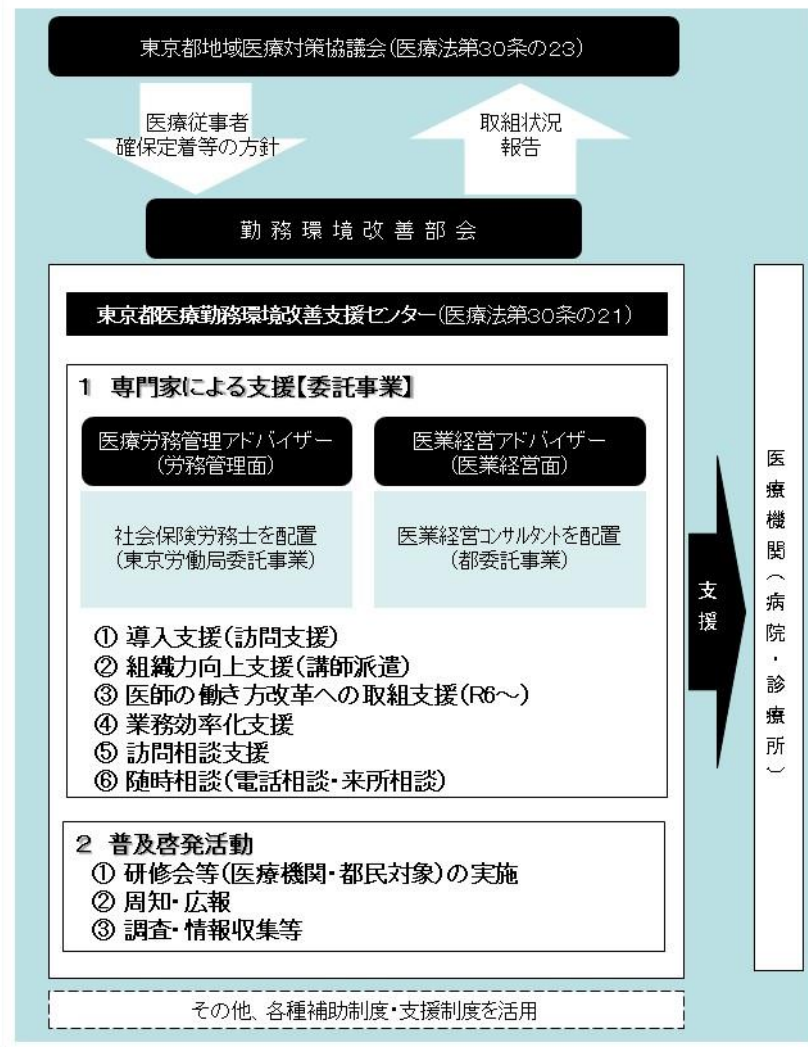 東京都地域医療対策協議会(医療法第30条の23)
医療従事者
確保定着等の方針
取組状況
報告
勤務環境改善部会
東京都医療勤務環境改善支援センター(医療法第30条の21)
1 専門家による支援【委託事業】
医療労務管理アドバイザー
(労務管理面)
医業経営アドバイザー
(医業経営面)
社会保険労務士を配置
(東京労働局委託事業)
医業経営コンサルタントを配置
(都委託事業)
① 導入支援(訪問支援)
② 組織力向上支援(講師派遣)
③ 医師の働き方改革への取組支援(R6～)
④ 業務効率化支援
⑤ 訪問相談支援
⑥ 随時相談(電話相談・来所相談)
2 普及啓発活動
① 研修会等(医療機関・都民対象)の実施
② 周知・広報
③ 調査・情報収集等
その他、各種補助制度・支援制度を活用
支援
医療機関(病院・診療所)